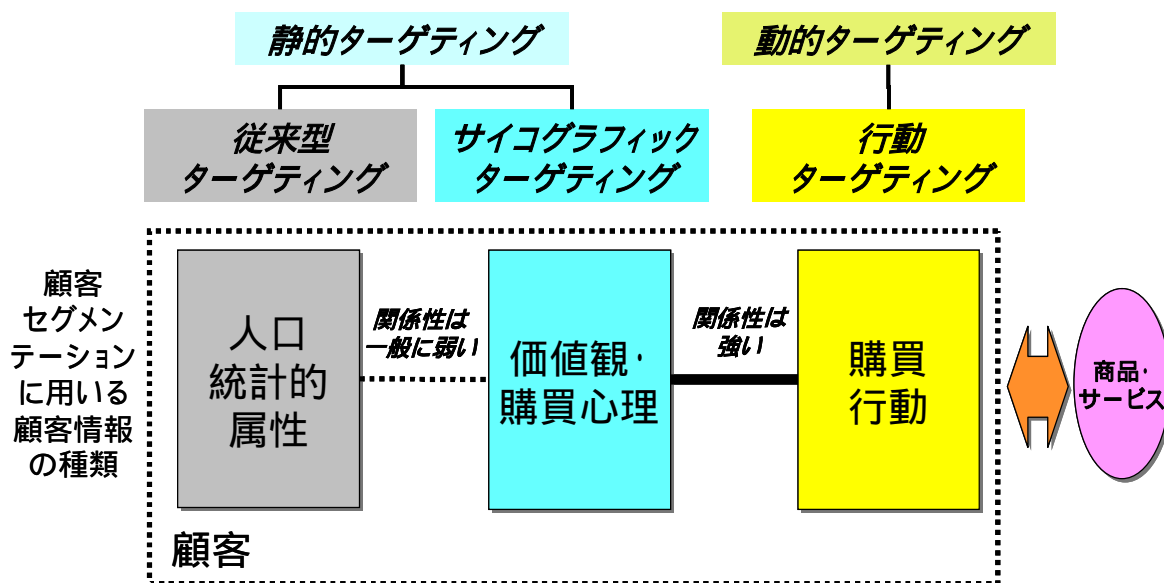 静的ターゲティング
動的ターゲティング
従来型
ターゲティング
サイコグラフィック
ターゲティング
行動
ターゲティング
顧客
セグメン
テーション
に用いる
顧客情報
の種類
人口
統計的
属性
関係性は
一般に弱い
価値観・
購買心理
関係性は
強い
購買
行動
商品・
サービス
顧客